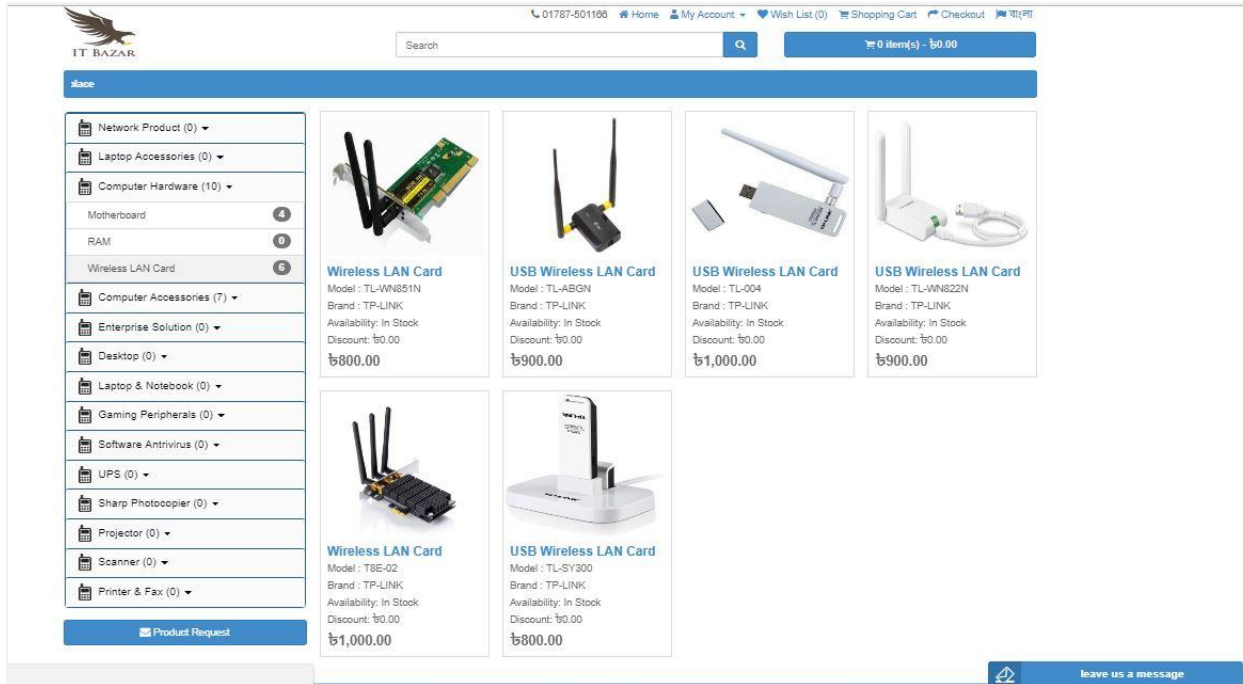 01787-501166 Home My Account Wish List (0) Shopping Cart Checkout বাংলা
IT BAZAR
Search
0 item(s) - ৳0.00
place
Network Product (0)
Laptop Accessories (0)
Computer Hardware (10)
Motherboard 4
RAM 0
Wireless LAN Card 6
Computer Accessories (7)
Enterprise Solution (0)
Desktop (0)
Laptop & Notebook (0)
Gaming Peripherals (0)
Software Antrivirus (0)
UPS (0)
Sharp Photocopier (0)
Projector (0)
Scanner (0)
Printer & Fax (0)
Product Request
Wireless LAN Card
Model : TL-WN851N
Brand : TP-LINK
Availability: In Stock
Discount: ৳0.00
৳800.00
USB Wireless LAN Card
Model : TL-ABGN
Brand : TP-LINK
Availability: In Stock
Discount: ৳0.00
৳900.00
USB Wireless LAN Card
Model : TL-004
Brand : TP-LINK
Availability: In Stock
Discount: ৳0.00
৳1,000.00
USB Wireless LAN Card
Model : TL-WN822N
Brand : TP-LINK
Availability: In Stock
Discount: ৳0.00
৳900.00
Wireless LAN Card
Model : T8E-02
Brand : TP-LINK
Availability: In Stock
Discount: ৳0.00
৳1,000.00
USB Wireless LAN Card
Model : TL-SY300
Brand : TP-LINK
Availability: In Stock
Discount: ৳0.00
৳800.00
leave us a message